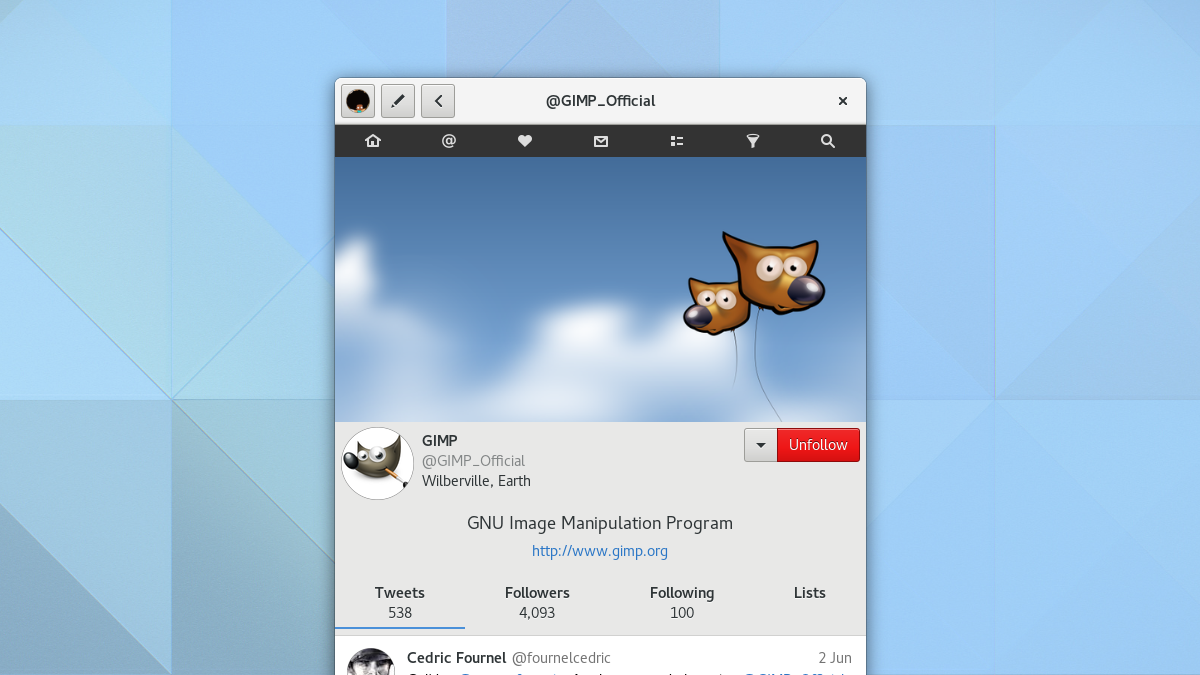 @GIMP_Official
GIMP
@GIMP_Official
Wilberville, Earth
Unfollow
GNU Image Manipulation Program
http://www.gimp.org
Tweets Followers Following Lists
538 4,093 100
Cedric Fournel @fournelcedric 2 Jun